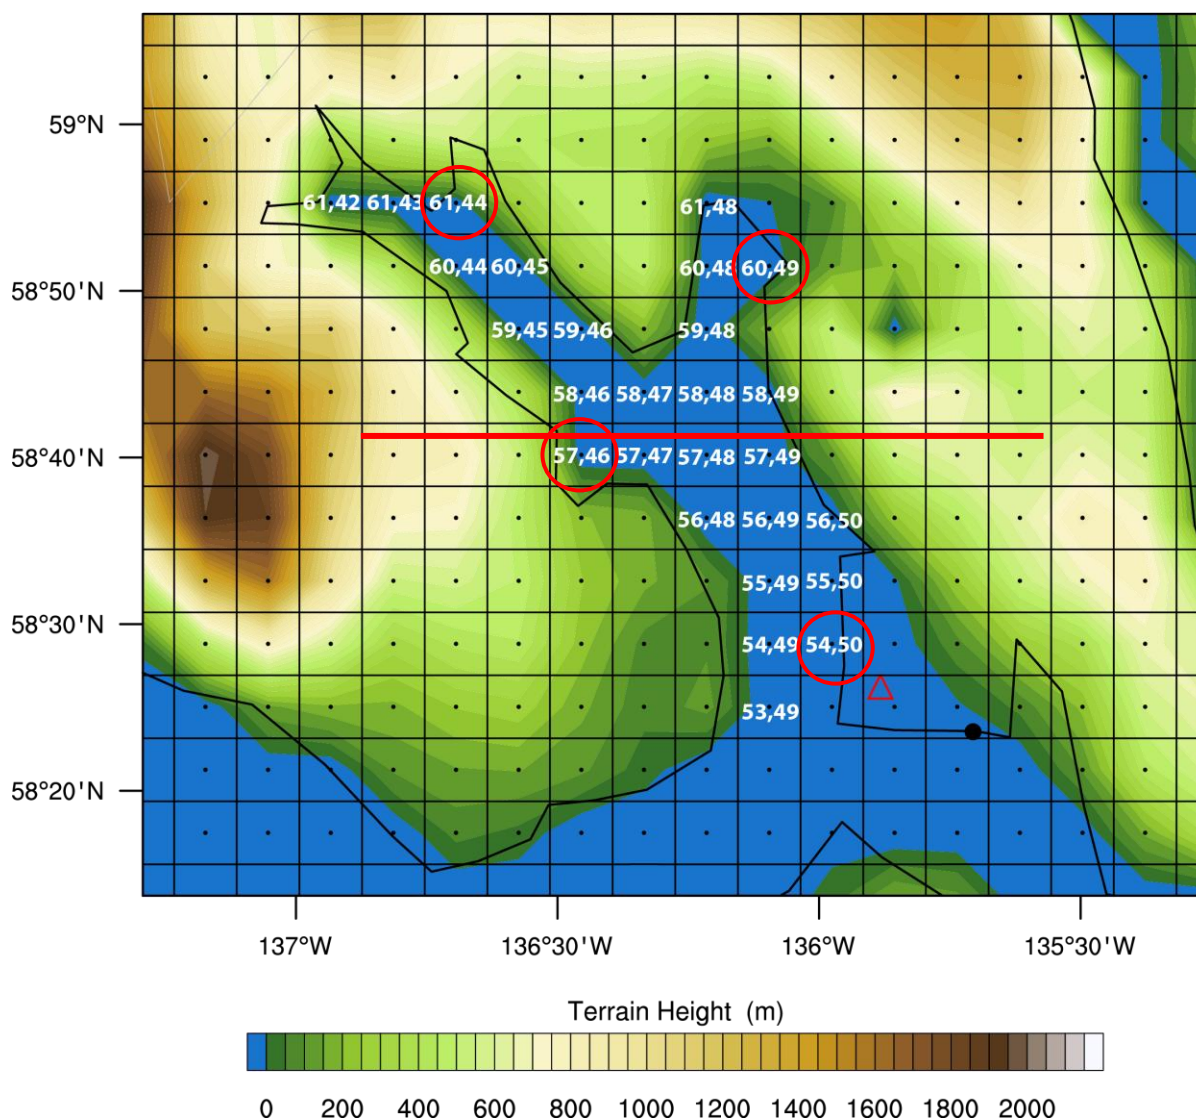 59°N
61,42 61,43 61,44 61,48
60,44 60,45 60,48 60,49
58°50'N
59,45 59,46 59,48
58,46 58,47 58,48 58,49
58°40'N
57,46 57,47 57,48 57,49
56,48 56,49 56,50
55,49 55,50
58°30'N
54,49 54,50
53,49
58°20'N
137°W 136°30'W 136°W 135°30'W
Terrain Height (m)
0 200 400 600 800 1000 1200 1400 1600 1800 2000